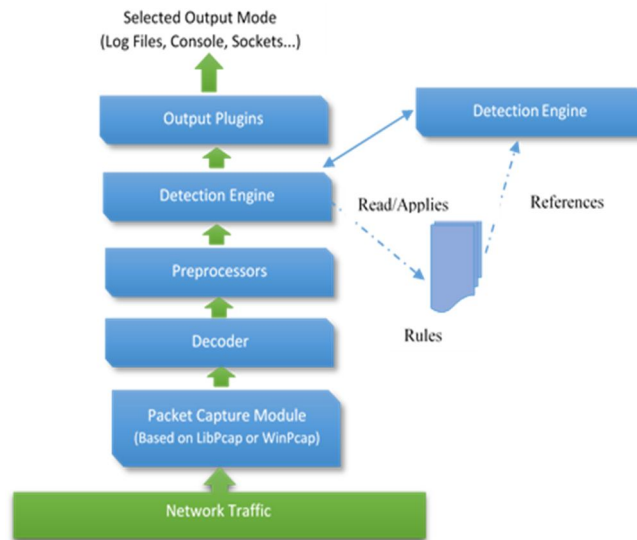 Selected Output Mode
(Log Files, Console, Sockets...)
Output Plugins
Detection Engine
Detection Engine
Read/Applies
References
Preprocessors
Rules
Decoder
Packet Capture Module
(Based on LibPcap or WinPcap)
Network Traffic